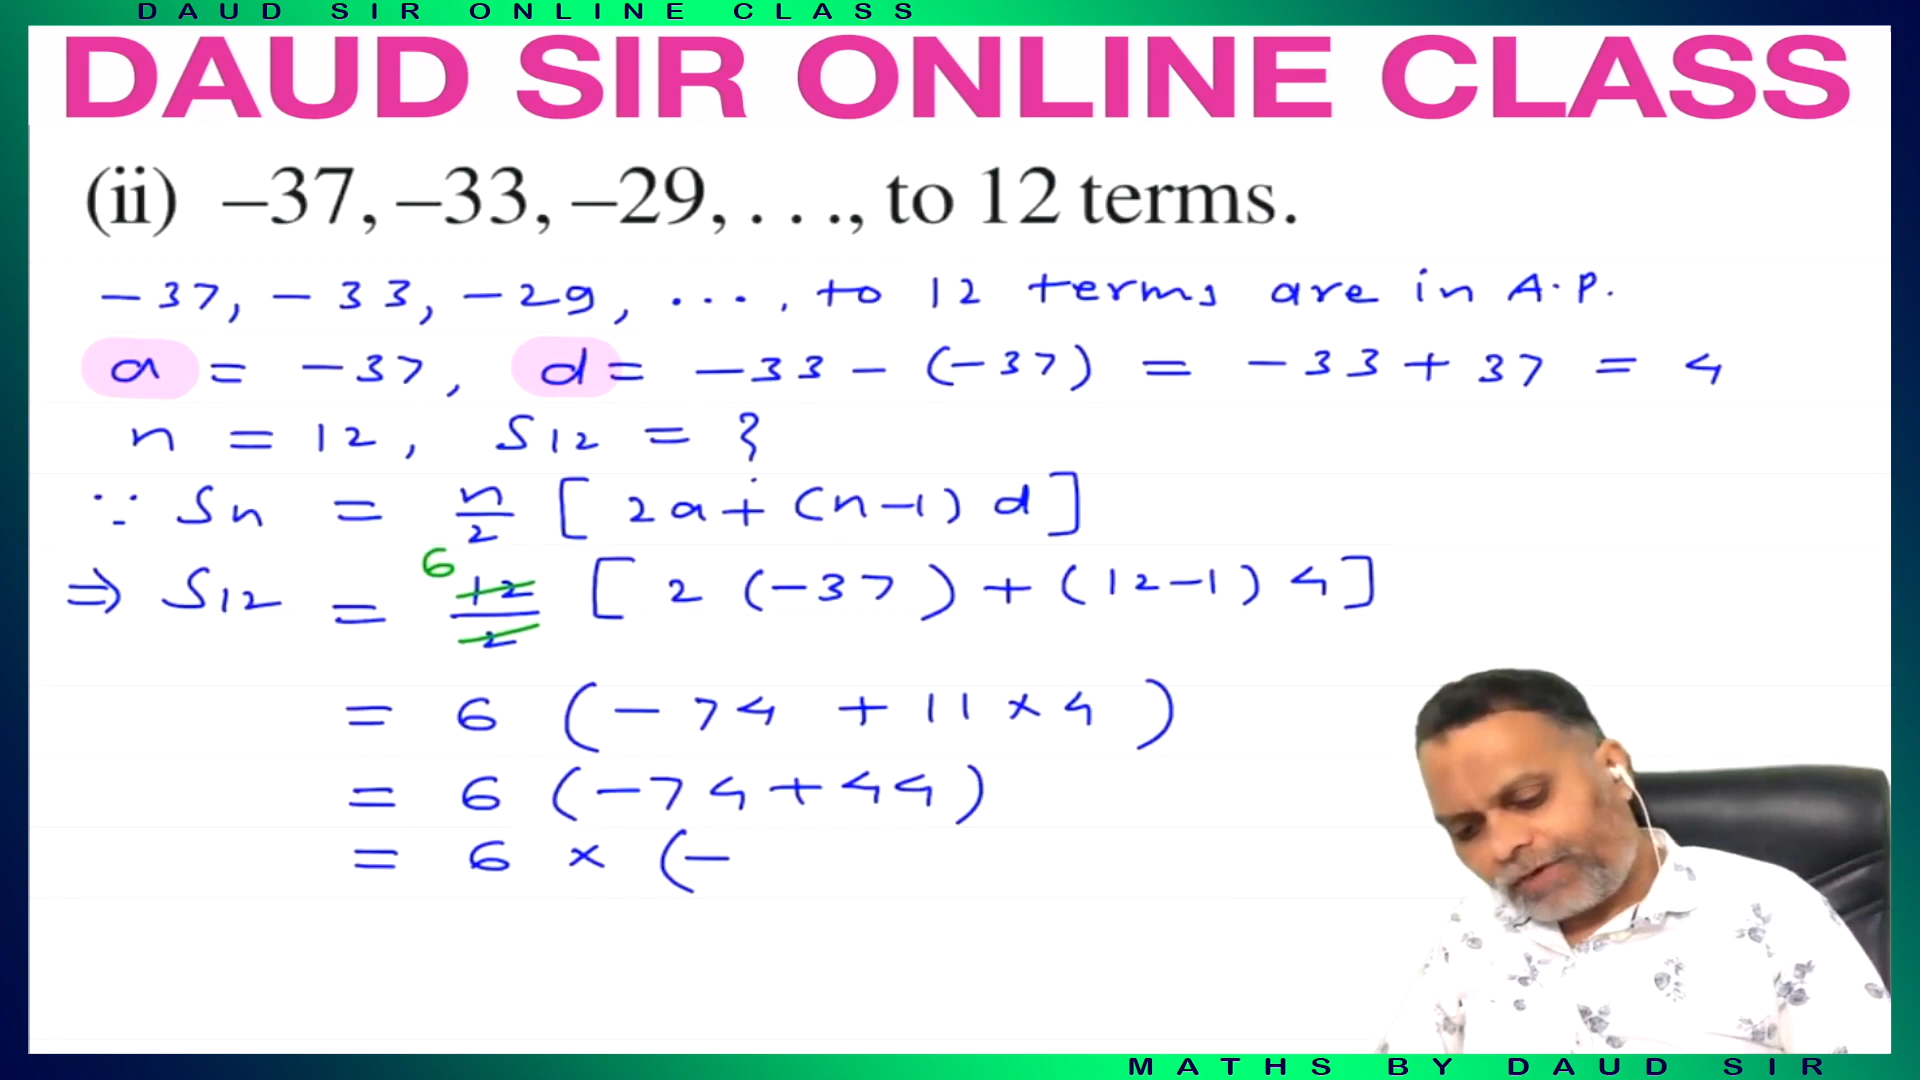 DAUD SIR ONLINE CLASS
DAUD SIR ONLINE CLASS
(ii) –37, –33, –29, . . ., to 12 terms.
-37, -33, -29, ..., to 12 terms are in A.P.
a = -37, d = -33 - (-37) = -33 + 37 = 4
n = 12, S12 = ?
∵ Sn = n/2 [2a + (n-1) d]
⇒ S12 = 6 12/2 [2 (-37) + (12-1) 4]
= 6 (-74 + 11 × 4)
= 6 (-74 + 44)
= 6 × (-
MATHS BY DAUD SIR